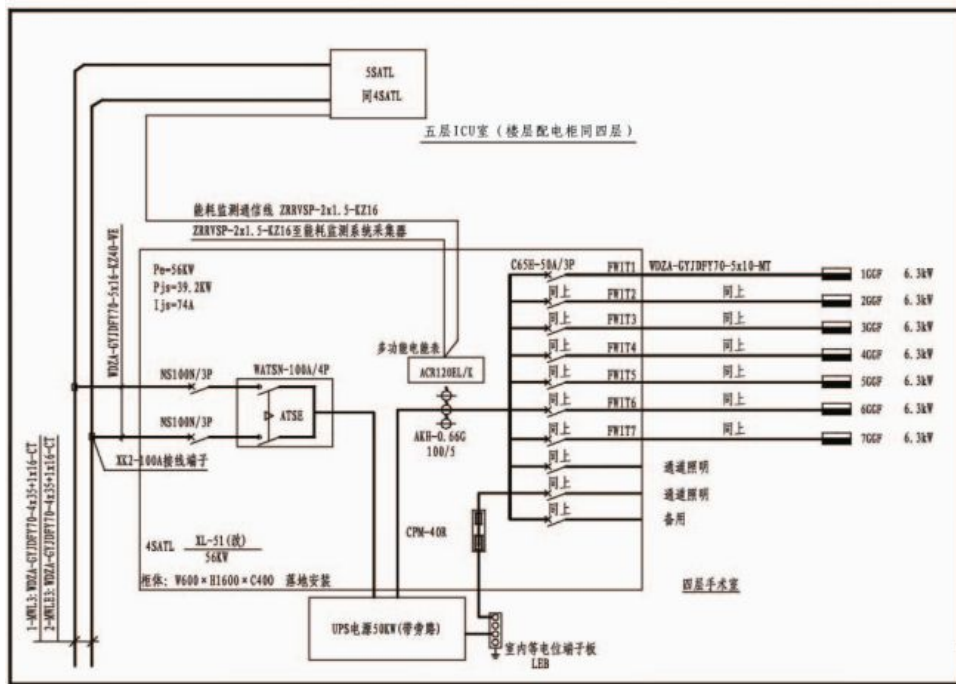 5SATL
同4SATL
五层ICU室（楼层配电柜同四层）
能耗监测通信线 ZRRVSP-2x1.5-KZ16
ZRRVSP-2x1.5-KZ16至能耗监测系统采集器
WDZA-GYJDFY70-5x16-KZ40-WE
Pe=56KW
Pjs=39.2KW
Ijs=74A
C65H-50A/3P FWIT1 WDZA-GYJDFY70-5x10-MT 1GGF 6.3kW
同上 FWIT2 同上 2GGF 6.3kW
同上 FWIT3 同上 3GGF 6.3kW
同上 FWIT4 同上 4GGF 6.3kW
同上 FWIT5 同上 5GGF 6.3kW
同上 FWIT6 同上 6GGF 6.3kW
同上 FWIT7 同上 7GGF 6.3kW
同上 通道照明
同上 通道照明
同上 备用
多功能电能表
ACR120EL/K
NS100N/3P
WATSN-100A/4P
ATSE
NS100N/3P
AKH-0.66G
100/5
XK2-100A接线端子
CPM-40R
4SATL XL-51(改)
56KW
柜体: W600×H1600×C400 落地安装
四层手术室
UPS电源50KW(带旁路)
室内等电位端子板
LEB
1-MWL3:WDZA-GYJDFY70-4x35+1x16-CT
2-MWLE3:WDZA-GYJDFY70-4x35+1x16-CT